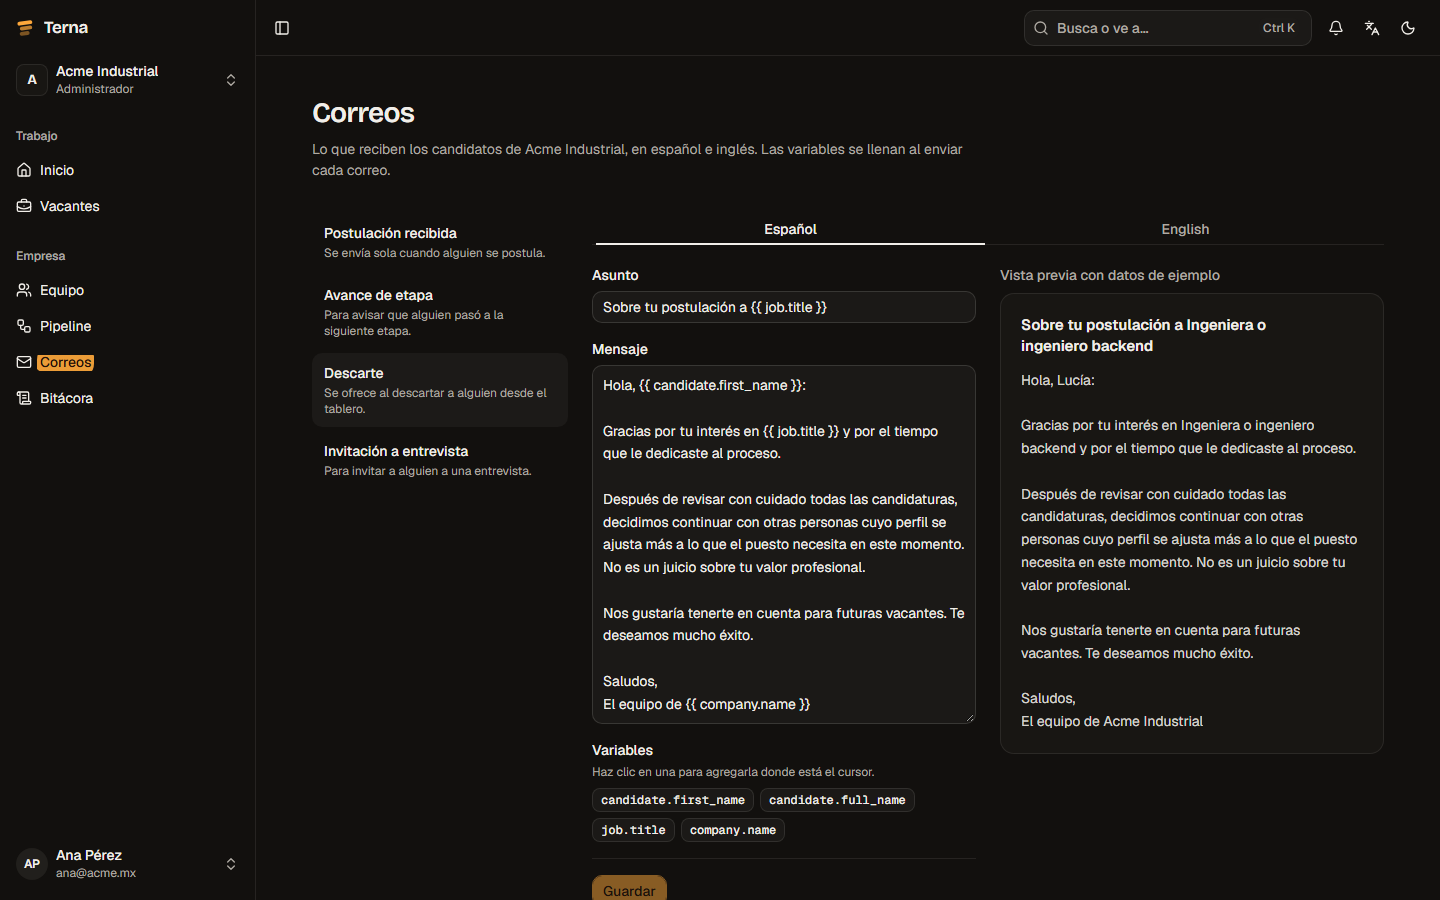 Terna
A
Acme Industrial
Administrador
Trabajo
Inicio
Vacantes
Empresa
Equipo
Pipeline
Correos
Bitácora
AP
Ana Pérez
ana@acme.mx
Busca o ve a...
Ctrl K
Correos
Lo que reciben los candidatos de Acme Industrial, en español e inglés. Las variables se llenan al enviar
cada correo.
Postulación recibida
Se envía sola cuando alguien se postula.
Avance de etapa
Para avisar que alguien pasó a la
siguiente etapa.
Descarte
Se ofrece al descartar a alguien desde el
tablero.
Invitación a entrevista
Para invitar a alguien a una entrevista.
Español
English
Asunto
Sobre tu postulación a {{ job.title }}
Mensaje
Hola, {{ candidate.first_name }}:
Gracias por tu interés en {{ job.title }} y por el tiempo
que le dedicaste al proceso.
Después de revisar con cuidado todas las candidaturas,
decidimos continuar con otras personas cuyo perfil se
ajusta más a lo que el puesto necesita en este momento.
No es un juicio sobre tu valor profesional.
Nos gustaría tenerte en cuenta para futuras vacantes. Te
deseamos mucho éxito.
Saludos,
El equipo de {{ company.name }}
Variables
Haz clic en una para agregarla donde está el cursor.
candidate.first_name
candidate.full_name
job.title
company.name
Guardar
Vista previa con datos de ejemplo
Sobre tu postulación a Ingeniera o
ingeniero backend
Hola, Lucía:
Gracias por tu interés en Ingeniera o ingeniero
backend y por el tiempo que le dedicaste al proceso.
Después de revisar con cuidado todas las
candidaturas, decidimos continuar con otras
personas cuyo perfil se ajusta más a lo que el puesto
necesita en este momento. No es un juicio sobre tu
valor profesional.
Nos gustaría tenerte en cuenta para futuras
vacantes. Te deseamos mucho éxito.
Saludos,
El equipo de Acme Industrial